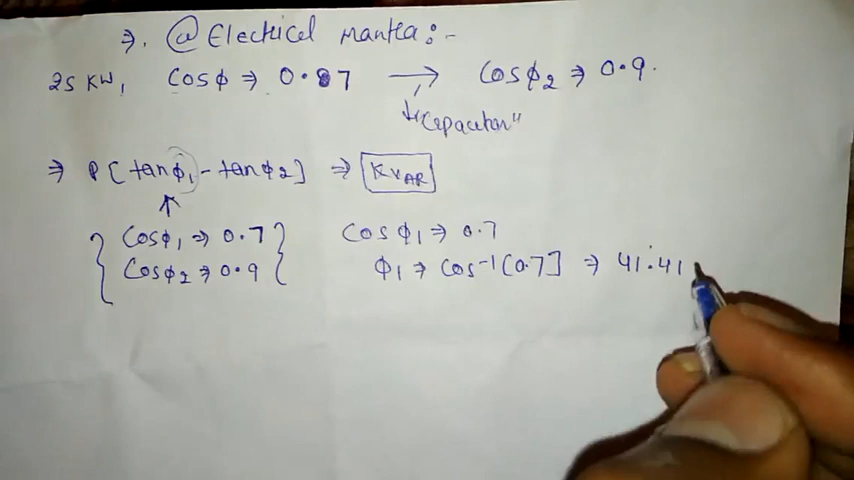 ⇒. @ Electrical mantra:-
25 KW, Cosϕ ⇒ 0.87 → Cosϕ2 ⇒ 0.9.
"Capacitor"
⇒ P[tanϕ1 - tanϕ2] ⇒ KVAR
Cosϕ1 ⇒ 0.7 Cosϕ1 ⇒ 0.7
Cosϕ2 ⇒ 0.9 ϕ1 ⇒ Cos-1[0.7] ⇒ 41.41